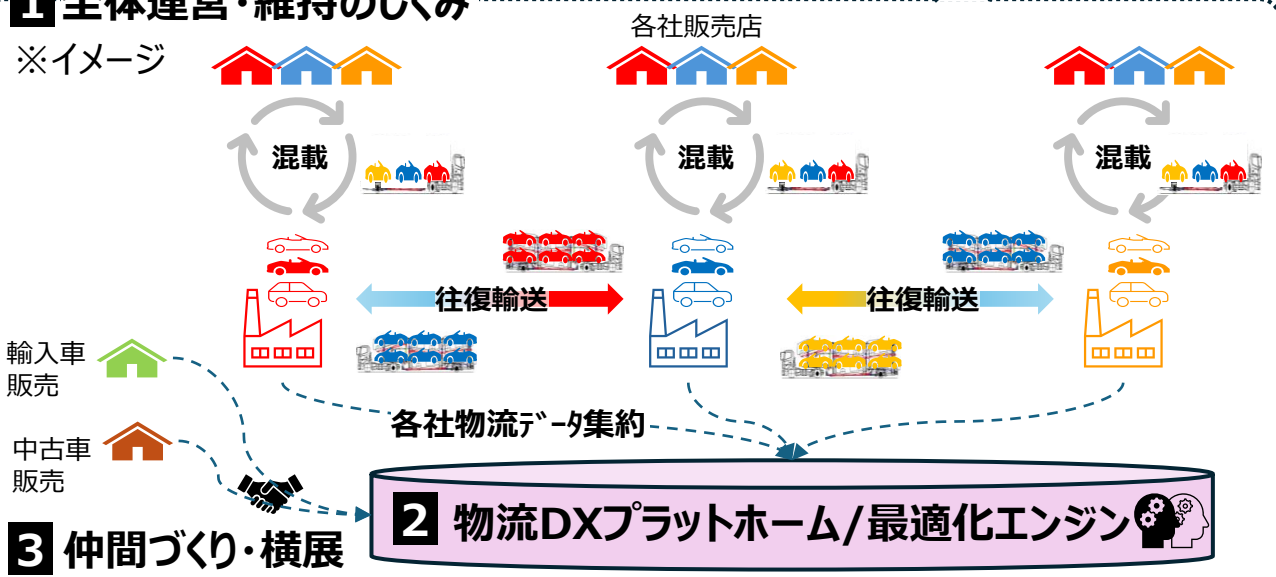 1 全体運営・維持のしくみ
※イメージ
各社販売店
混載
混載
混載
往復輸送
往復輸送
輸入車
販売
中古車
販売
各社物流ﾃﾞｰﾀ集約
2 物流DXプラットホーム/最適化エンジン
3 仲間づくり・横展